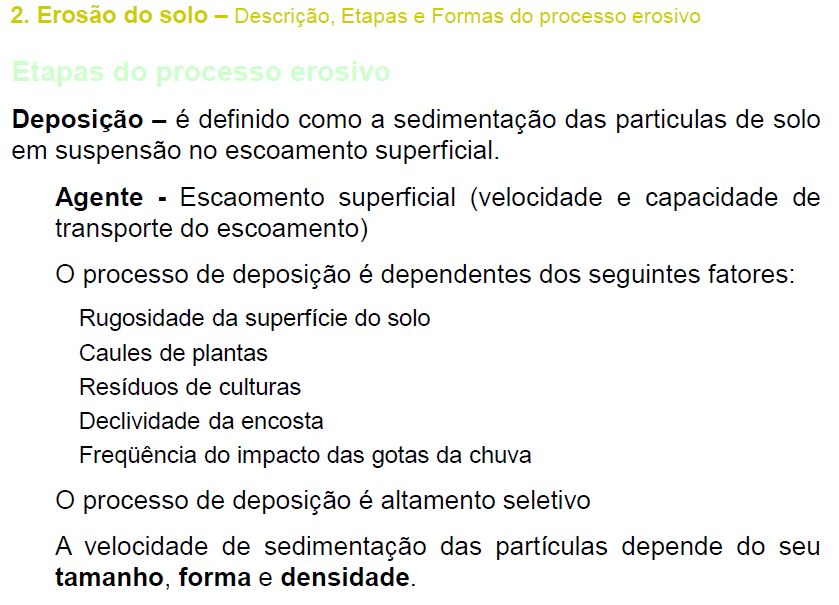 2. Erosão do solo – Descrição, Etapas e Formas do processo erosivo
Etapas do processo erosivo
Deposição – é definido como a sedimentação das particulas de solo
em suspensão no escoamento superficial.
Agente - Escaomento superficial (velocidade e capacidade de
transporte do escoamento)
O processo de deposição é dependentes dos seguintes fatores:
Rugosidade da superfície do solo
Caules de plantas
Resíduos de culturas
Declividade da encosta
Freqüência do impacto das gotas da chuva
O processo de deposição é altamento seletivo
A velocidade de sedimentação das partículas depende do seu
tamanho, forma e densidade.